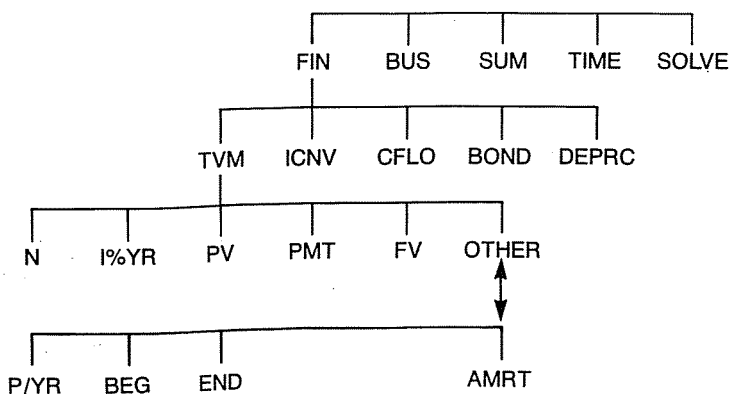 FIN BUS SUM TIME SOLVE
TVM ICNV CFLO BOND DEPRC
N I%YR PV PMT FV OTHER
P/YR BEG END AMRT